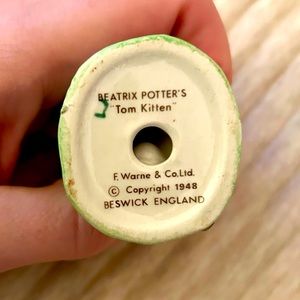 BEATRIX POTTER'S
"Tom Kitten"
F. Warne & Co.Ltd.
© Copyright 1948
BESWICK ENGLAND